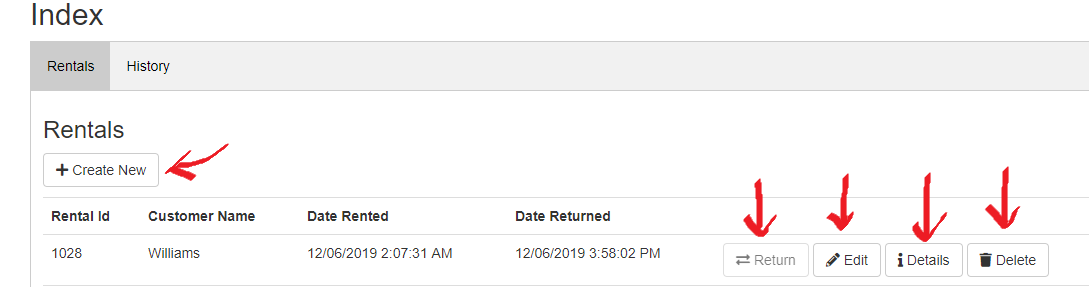 Index
Rentals History
Rentals
Create New
Rental Id Customer Name Date Rented Date Returned
1028 Williams 12/06/2019 2:07:31 AM 12/06/2019 3:58:02 PM Return Edit Details Delete